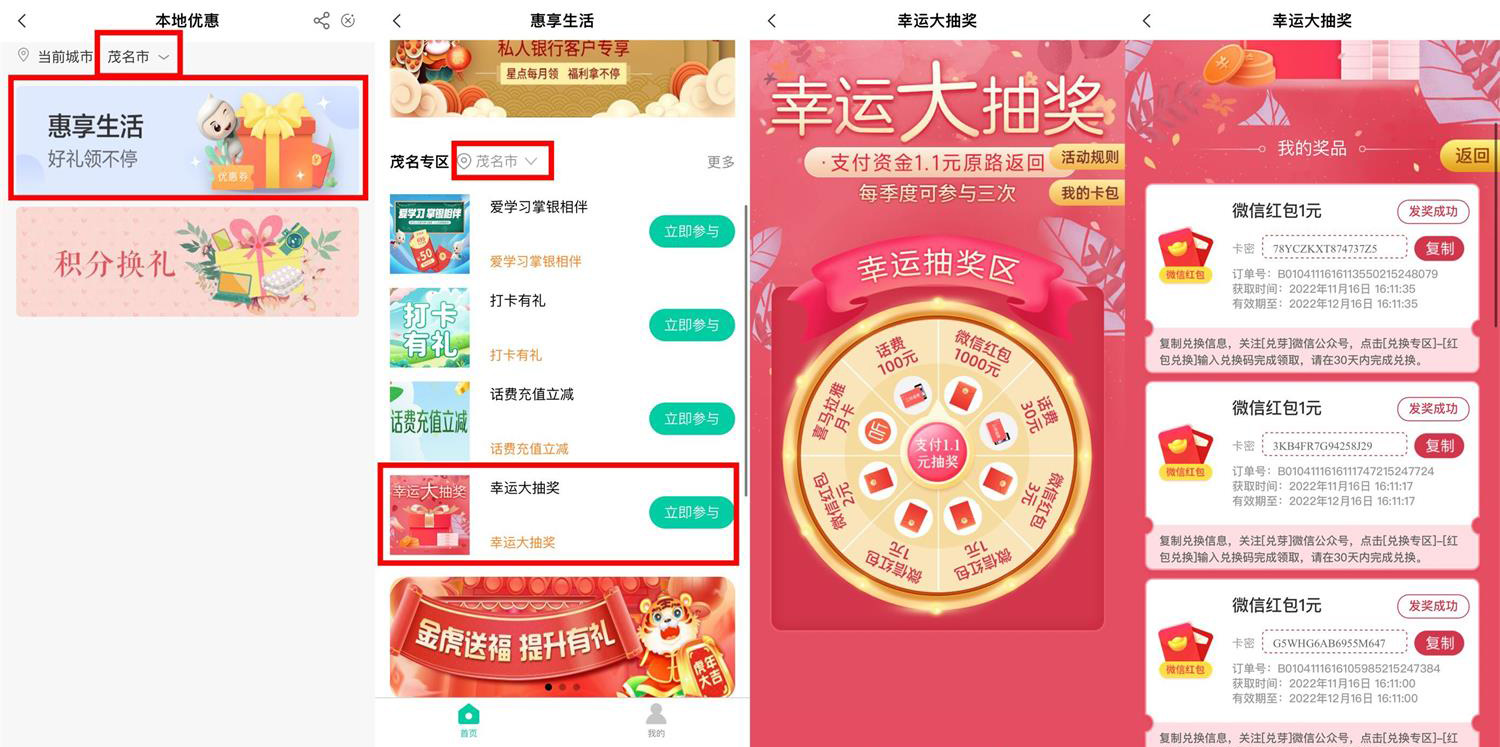 本地优惠
当前城市 茂名市
惠享生活
好礼领不停
优惠券
积分换礼
惠享生活
私人银行客户专享
星点每月领 福利拿不停
茂名专区 茂名市 更多
爱学习 掌银相伴
50
爱学习掌银相伴
立即参与
爱学习掌银相伴
打卡
有礼
打卡有礼
立即参与
打卡有礼
话费充值立减
话费充值立减
立即参与
话费充值立减
幸运大抽奖
幸运大抽奖
立即参与
幸运大抽奖
金虎送福 提升有礼
虎年
大吉
首页 我的
幸运大抽奖
幸运大抽奖
·支付资金1.1元原路返回
活动规则
每季度可参与三次
我的卡包
幸运抽奖区
话费
100元
微信红包
1000元
话费
30元
微信红包
3元
微信红包
1元
微信红包
1元
微信红包
2元
喜马拉雅
月卡
支付1.1
元抽奖
幸运大抽奖
我的奖品
返回
微信红包1元
发奖成功
卡密 78YCZKXT874737Z5 复制
微信红包
订单号：B0104111616113550215248079
获取时间：2022年11月16日 16:11:35
有效期至：2022年12月16日 16:11:35
复制兑换信息，关注[兑芽]微信公众号，点击[兑换专区]-[红
包兑换]输入兑换码完成领取，请在30天内完成兑换。
微信红包1元
发奖成功
卡密 3KB4FR7G94258J29 复制
微信红包
订单号：B0104111616111747215247724
获取时间：2022年11月16日 16:11:17
有效期至：2022年12月16日 16:11:17
复制兑换信息，关注[兑芽]微信公众号，点击[兑换专区]-[红
包兑换]输入兑换码完成领取，请在30天内完成兑换。
微信红包1元
发奖成功
卡密 G5WHG6AB6955M647 复制
微信红包
订单号：B0104111616105985215247384
获取时间：2022年11月16日 16:11:00
有效期至：2022年12月16日 16:11:00
复制兑换信息，关注[兑芽]微信公众号，点击[兑换专区]-[红